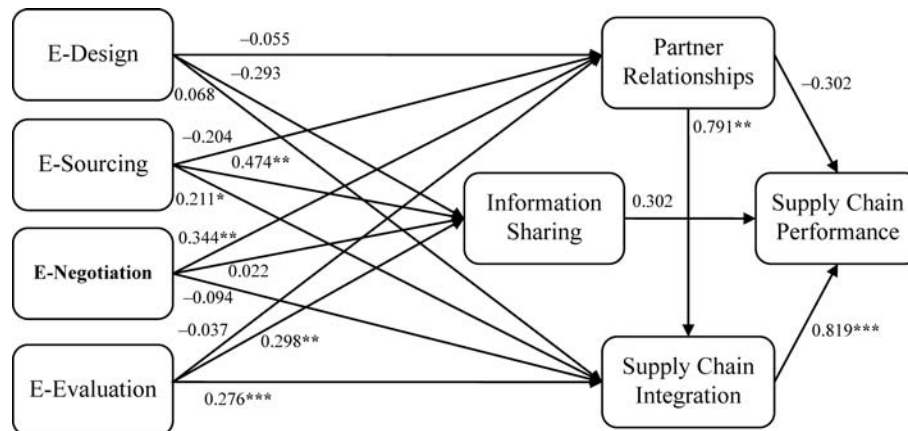 E-Design
−0.055
−0.293
0.068
Partner
Relationships
−0.302
E-Sourcing
−0.204
0.474**
0.211*
0.791**
Information
Sharing
0.302
Supply Chain
Performance
E-Negotiation
0.344**
0.022
−0.094
E-Evaluation
−0.037
0.298**
0.276***
Supply Chain
Integration
0.819***